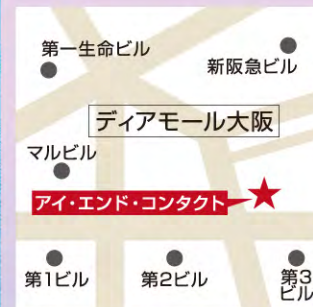 第一生命ビル
新阪急ビル
ディアモール大阪
マルビル
アイ・エンド・コンタクト
第1ビル
第2ビル
第3
ビル